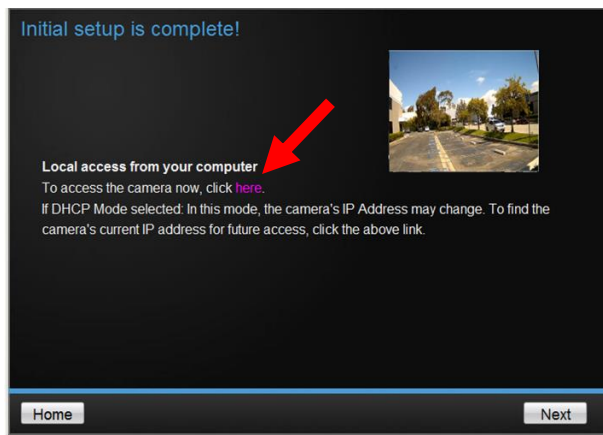 Initial setup is complete!
Local access from your computer
To access the camera now, click here.
If DHCP Mode selected: In this mode, the camera's IP Address may change. To find the
camera's current IP address for future access, click the above link.
Home
Next